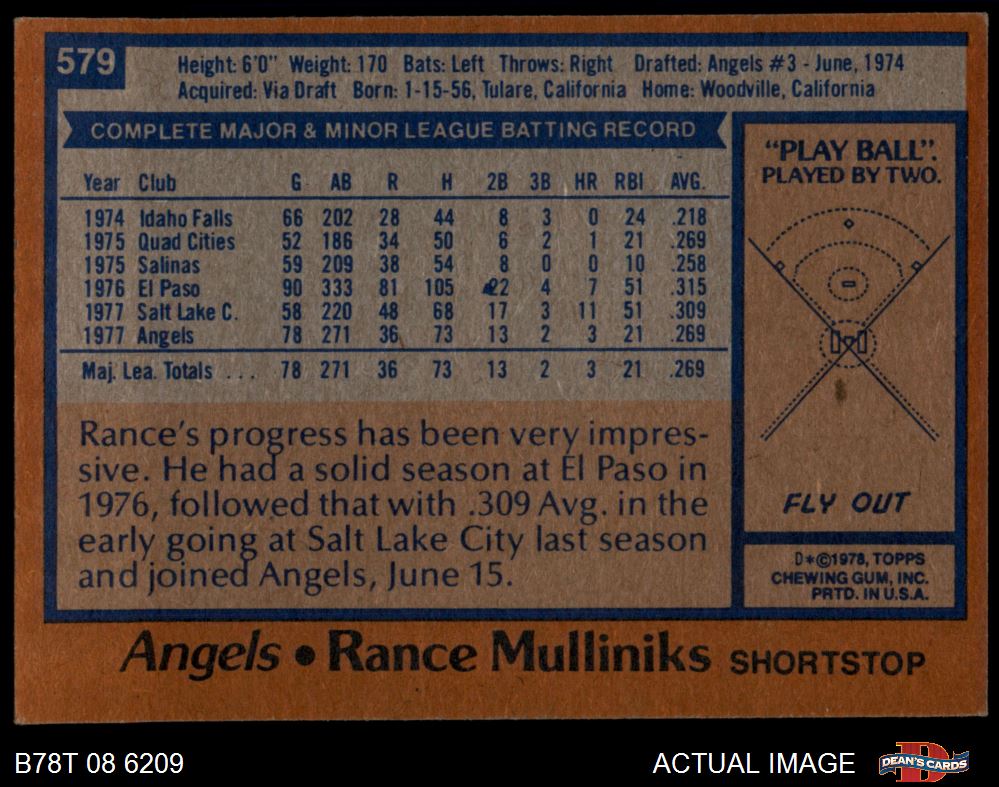 579
Height: 6'0" Weight: 170 Bats: Left Throws: Right Drafted: Angels #3 - June, 1974
Acquired: Via Draft Born: 1-15-56, Tulare, California Home: Woodville, California
COMPLETE MAJOR & MINOR LEAGUE BATTING RECORD
Year Club G AB R H 2B 3B HR RBI AVG.
1974 Idaho Falls 66 202 28 44 8 3 0 24 .218
1975 Quad Cities 52 186 34 50 6 2 1 21 .269
1975 Salinas 59 209 38 54 8 0 0 10 .258
1976 El Paso 90 333 81 105 22 4 7 51 .315
1977 Salt Lake C. 58 220 48 68 17 3 11 51 .309
1977 Angels 78 271 36 73 13 2 3 21 .269
Maj. Lea. Totals . . . 78 271 36 73 13 2 3 21 .269
Rance's progress has been very impres-
sive. He had a solid season at El Paso in
1976, followed that with .309 Avg. in the
early going at Salt Lake City last season
and joined Angels, June 15.
"PLAY BALL".
PLAYED BY TWO.
FLY OUT
D*©1978, TOPPS
CHEWING GUM, INC.
PRTD. IN U.S.A.
Angels • Rance Mulliniks SHORTSTOP
B78T 08 6209
ACTUAL IMAGE
DEAN'S CARDS